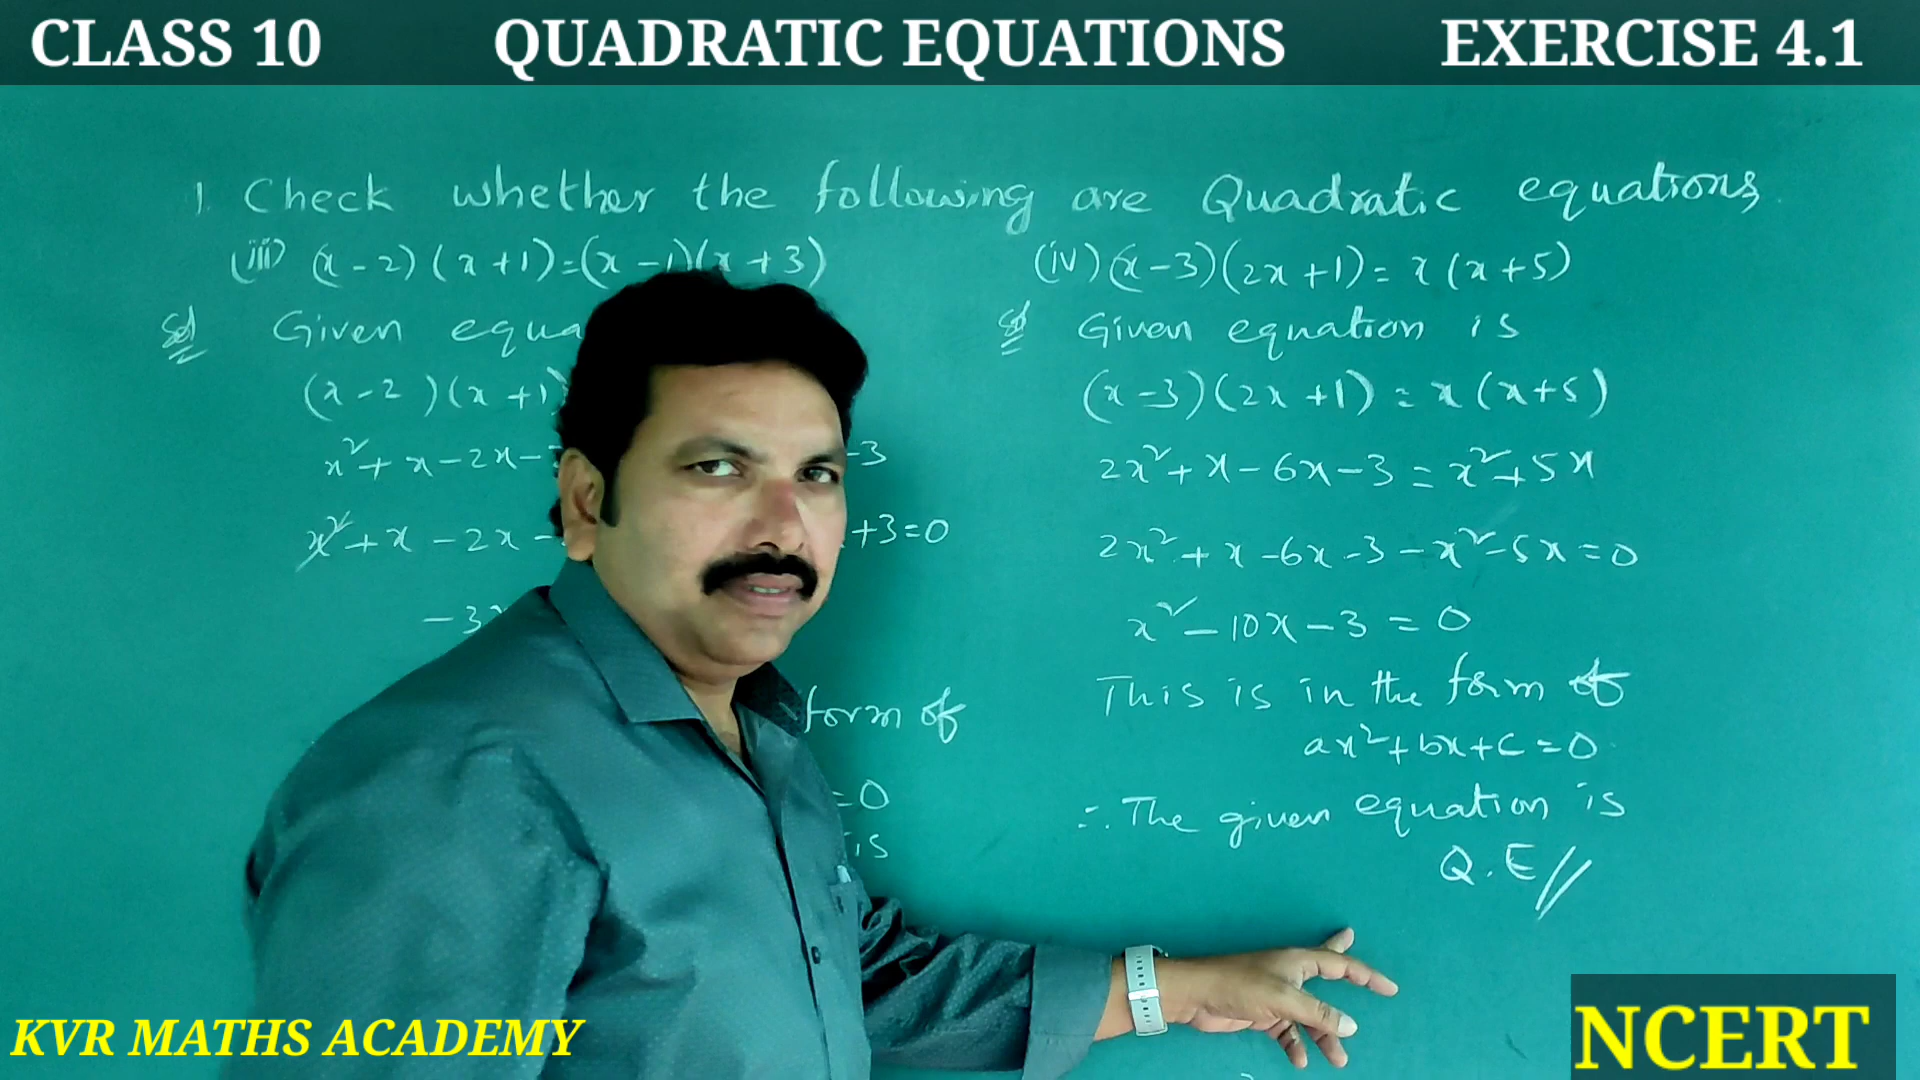 CLASS 10 QUADRATIC EQUATIONS EXERCISE 4.1
1. Check whether the following are Quadratic equations
(iii) (x-2)(x+1)=(x-1)(x+3)
Sol Given equa
(x-2)(x+1)
x²+x-2x- -3
x²+x-2x- +3=0
-3x
form of
=0
is
(iv) (x-3)(2x+1)= x(x+5)
Sol Given equation is
(x-3)(2x+1) = x(x+5)
2x²+x-6x-3 = x²+5x
2x²+x-6x-3-x²-5x=0
x²-10x-3=0
This is in the form of
ax²+bx+c=0
∴ The given equation is
Q.E//
KVR MATHS ACADEMY
NCERT